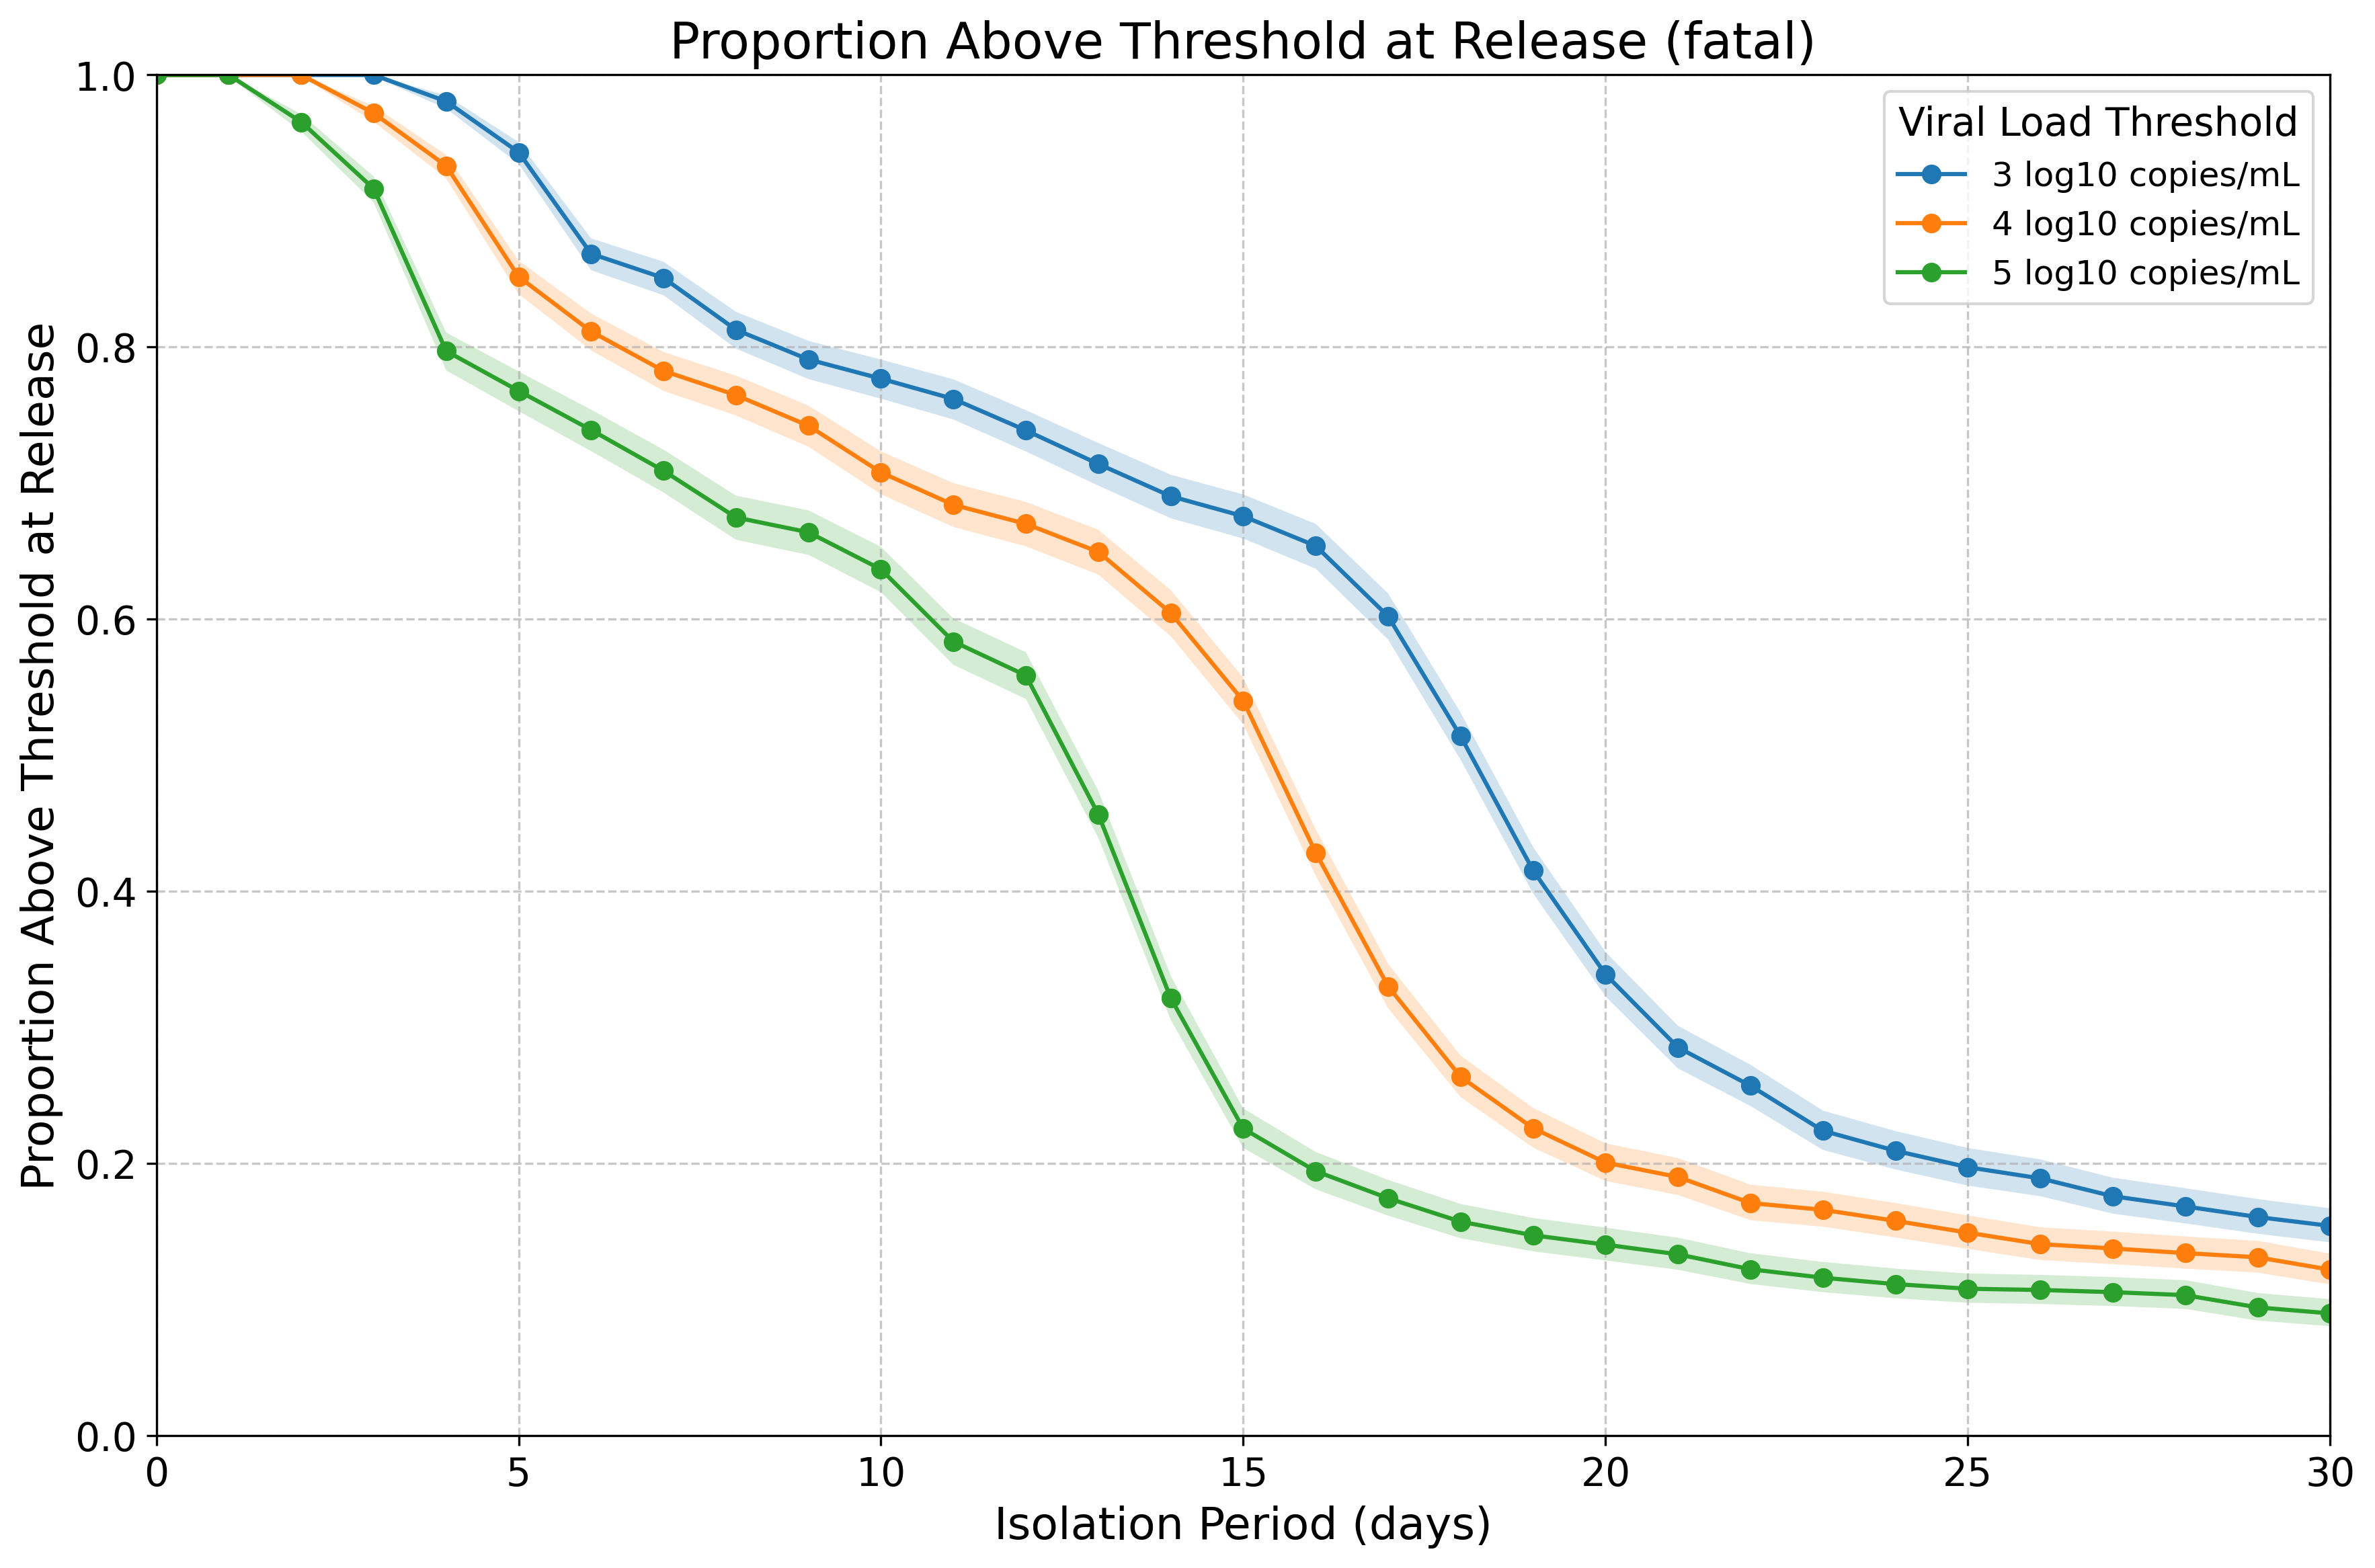 Proportion Above Threshold at Release (fatal)
Proportion Above Threshold at Release
1.0
0.8
0.6
0.4
0.2
0.0
Viral Load Threshold
3 log10 copies/mL
4 log10 copies/mL
5 log10 copies/mL
0 5 10 15 20 25 30
Isolation Period (days)